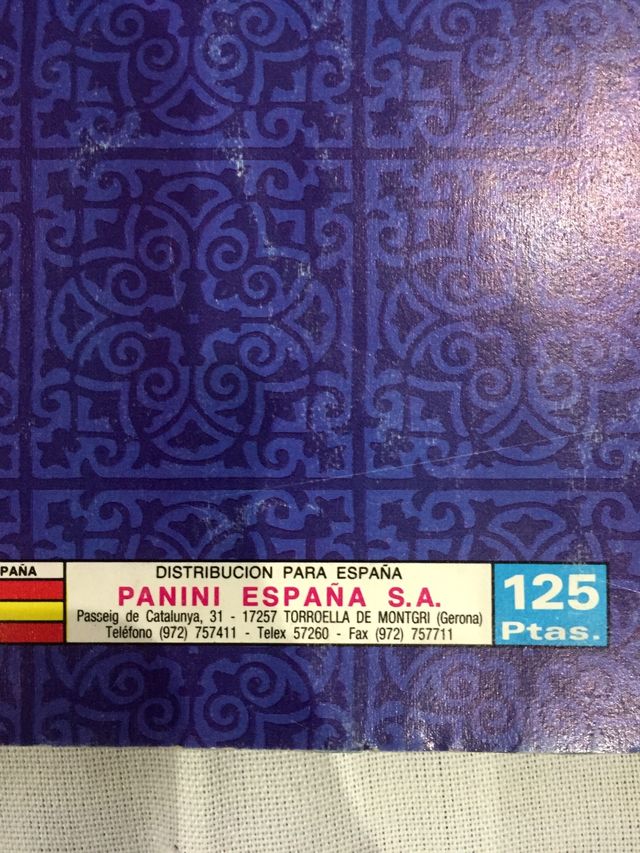 PAÑA
DISTRIBUCION PARA ESPAÑA
PANINI ESPAÑA S.A.
Passeig de Catalunya, 31 - 17257 TORROELLA DE MONTGRI (Gerona)
Teléfono (972) 757411 - Telex 57260 - Fax (972) 757711
125
Ptas.